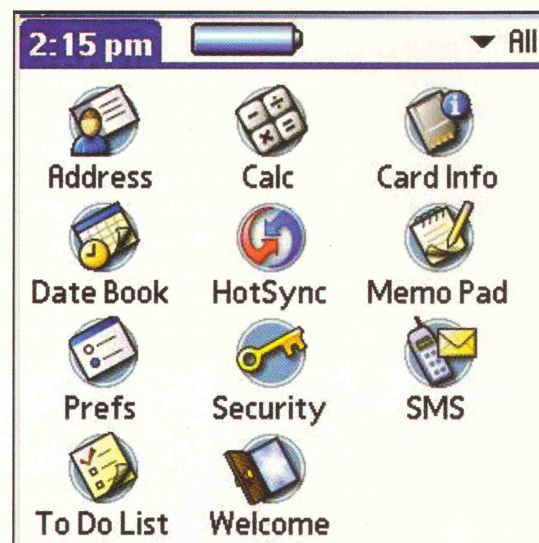 2:15 pm All
Address Calc Card Info
Date Book HotSync Memo Pad
Prefs Security SMS
To Do List Welcome